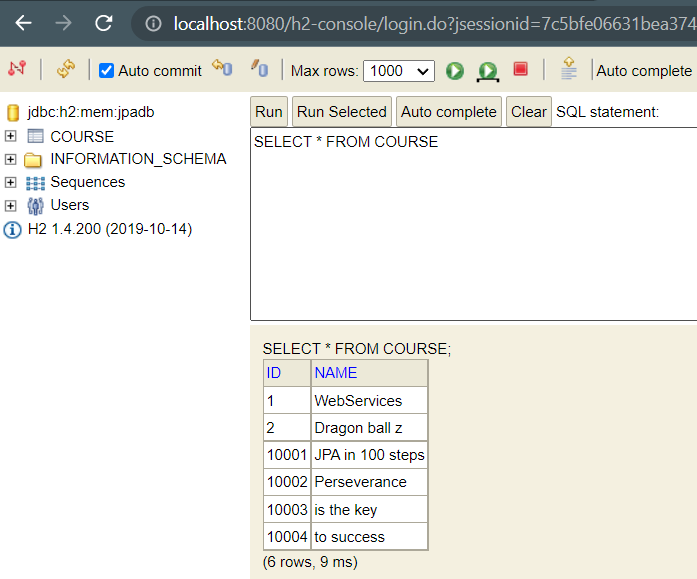 localhost:8080/h2-console/login.do?jsessionid=7c5bfe06631bea374
Auto commit Max rows: 1000 Auto complete
jdbc:h2:mem:jpadb
COURSE
INFORMATION_SCHEMA
Sequences
Users
H2 1.4.200 (2019-10-14)
Run Run Selected Auto complete Clear SQL statement:
SELECT * FROM COURSE
SELECT * FROM COURSE;
ID NAME
1 WebServices
2 Dragon ball z
10001 JPA in 100 steps
10002 Perseverance
10003 is the key
10004 to success
(6 rows, 9 ms)